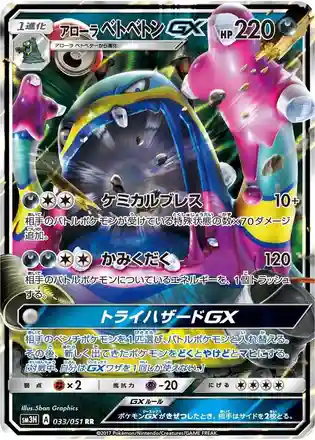 1進化
アローラ ベトベトンGX HP 220
アローラ ベトベターから進化
ケミカルブレス 10+
相手のバトルポケモンが受けている特殊状態の数×70ダメージ
追加。
かみくだく 120
相手のバトルポケモンについているエネルギーを、1個トラッシュ
する。
トライハザードGX
相手のベンチポケモンを1匹選び、バトルポケモンと入れ替える。そ
の後、新しく出てきたポケモンをどくとやけどとマヒにす
る。[対戦中、自分はGXワザを1回しか使えない。]
弱点 ×2 抵抗力 -20 にげる
GXルール
ポケモンGXがきぜつしたとき、相手はサイドを2枚とる。
Illus.5ban Graphics
SM3H A 033/051 RR
©2017 Pokémon/Nintendo/Creatures/GAME FREAK.